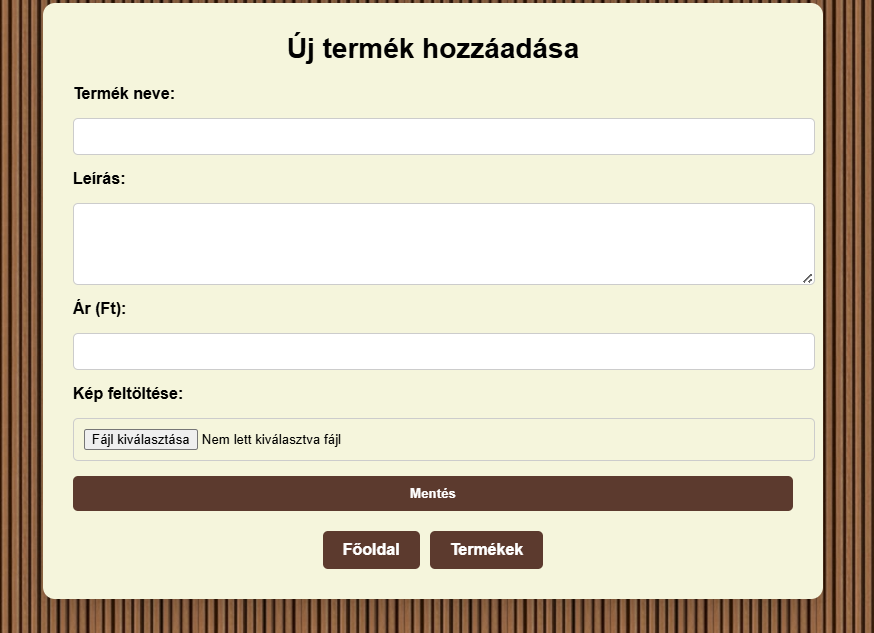 Új termék hozzáadása
Termék neve:
Leírás:
Ár (Ft):
Kép feltöltése:
Fájl kiválasztása Nem lett kiválasztva fájl
Mentés
Főoldal Termékek